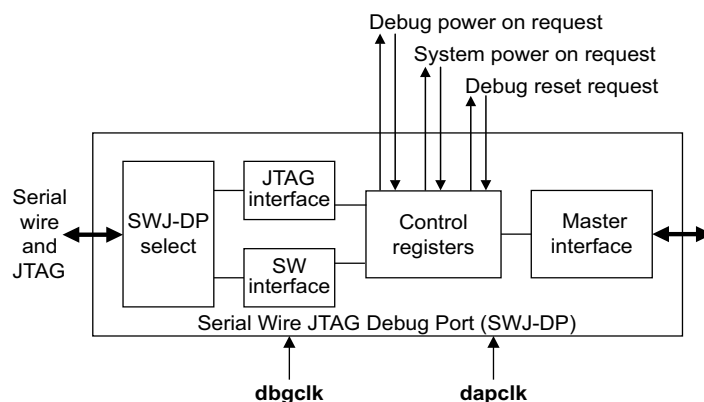 Debug power on request
System power on request
Debug reset request
Serial
wire
and
JTAG
SWJ-DP
select
JTAG
interface
SW
interface
Control
registers
Master
interface
Serial Wire JTAG Debug Port (SWJ-DP)
dbgclk
dapclk